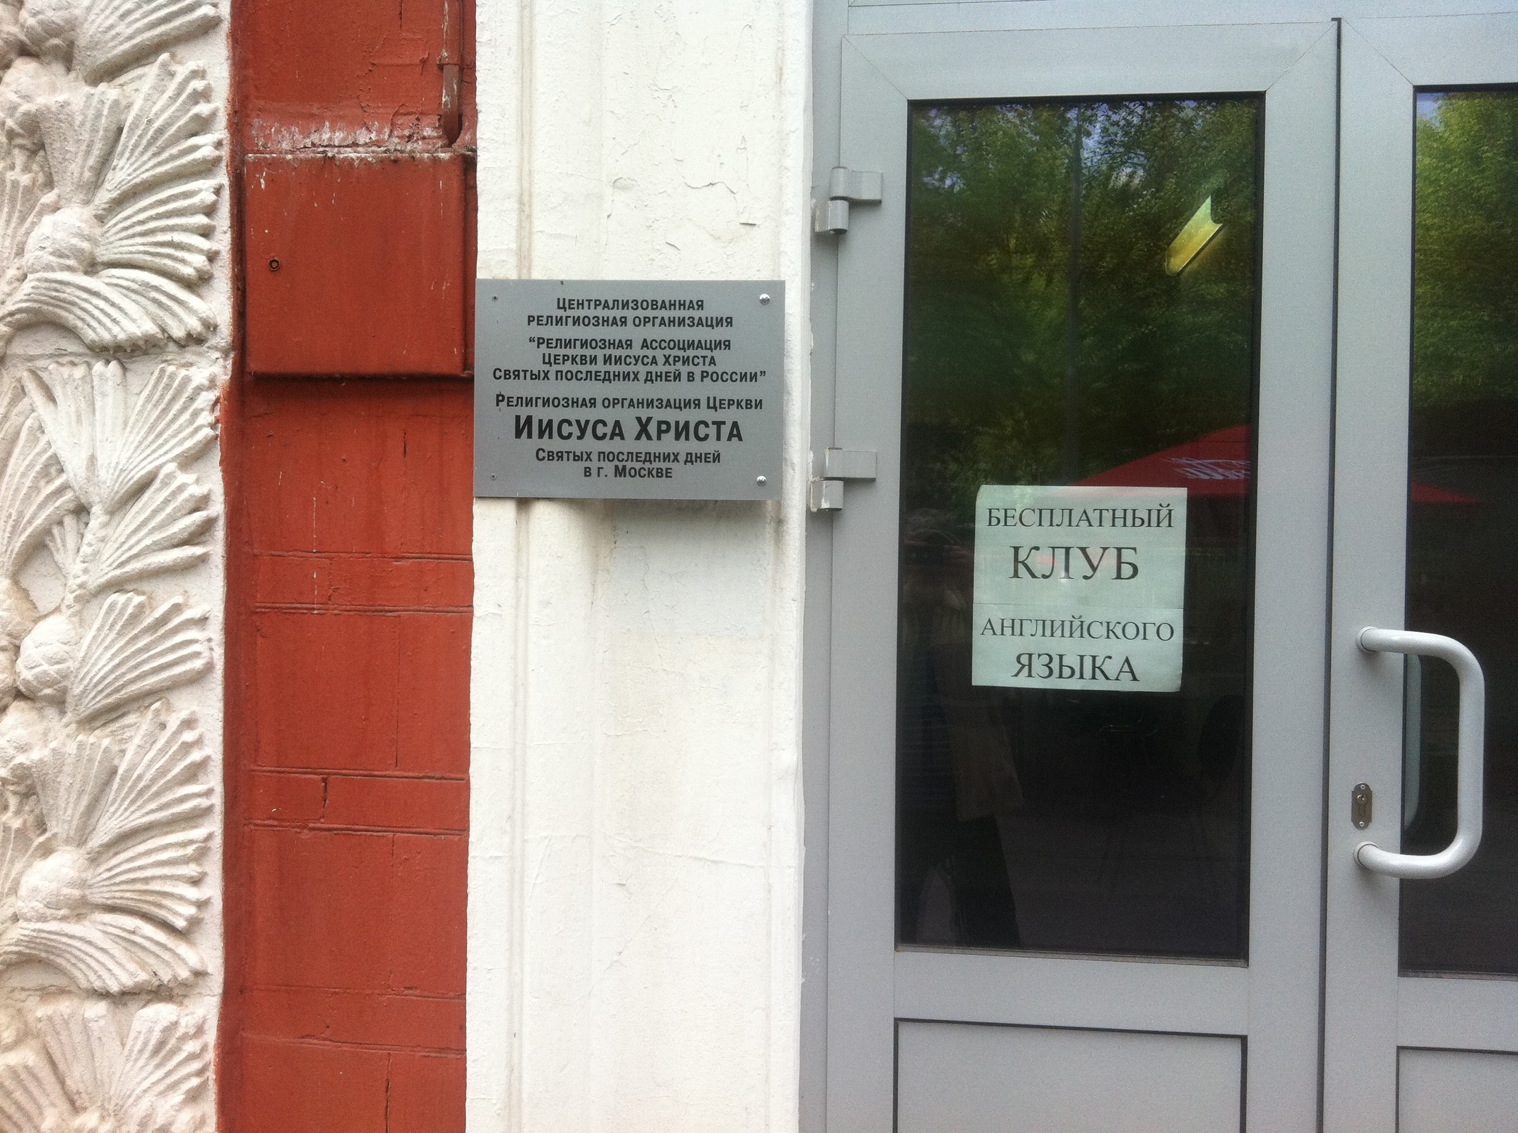 ЦЕНТРАЛИЗОВАННАЯ
РЕЛИГИОЗНАЯ ОРГАНИЗАЦИЯ
"РЕЛИГИОЗНАЯ АССОЦИАЦИЯ
ЦЕРКВИ ИИСУСА ХРИСТА
СВЯТЫХ ПОСЛЕДНИХ ДНЕЙ В РОССИИ"
РЕЛИГИОЗНАЯ ОРГАНИЗАЦИЯ ЦЕРКВИ
ИИСУСА ХРИСТА
СВЯТЫХ ПОСЛЕДНИХ ДНЕЙ
В Г. МОСКВЕ
БЕСПЛАТНЫЙ
КЛУБ
АНГЛИЙСКОГО
ЯЗЫКА